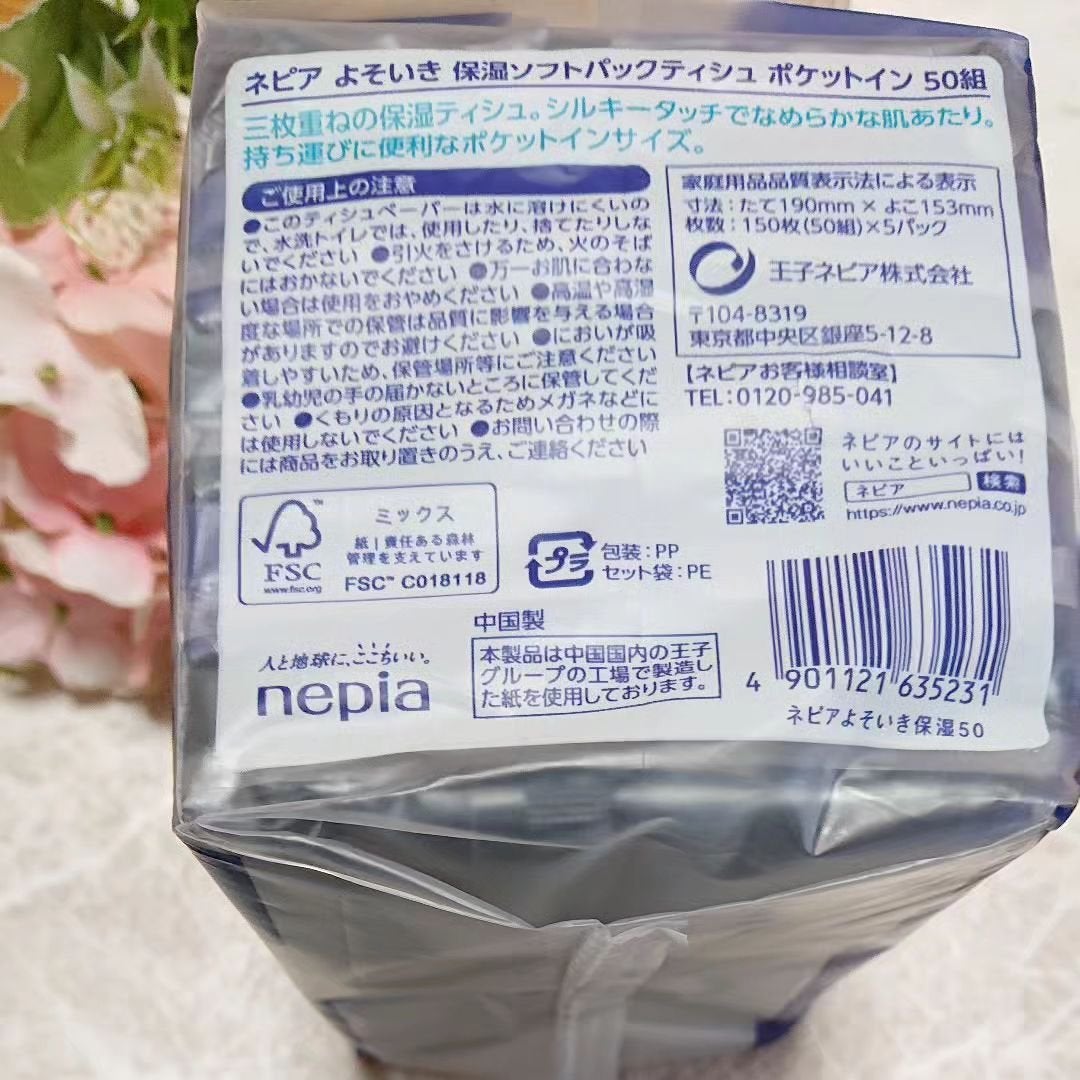 ネピア よそいき 保湿ソフトパックティシュ ポケットイン 50組
三枚重ねの保湿ティシュ。シルキータッチでなめらかな肌あたり。
持ち運びに便利なポケットインサイズ。
ご使用上の注意
●このティシュペーパーは水に溶けにくいの
で、水洗トイレでは、使用したり、捨てたりしな
いでください ●引火をさけるため、火のそば
にはおかないでください ●万一お肌に合わな
い場合は使用をおやめください ●高温や高湿
度な場所での保管は品質に影響を与える場合
がありますのでお避けください ●においが吸
着しやすいため、保管場所等にご注意ください
●乳幼児の手の届かないところに保管してくだ
さい ●くもりの原因となるためメガネなどに
は使用しないでください ●お問い合わせの際
には商品をお取り置きのうえ、ご連絡ください
家庭用品品質表示法による表示
寸法：たて190mm × よこ153mm
枚数：150枚(50組)×5パック
王子ネピア株式会社
〒104-8319
東京都中央区銀座5-12-8
【ネピアお客様相談室】
TEL：0120-985-041
ネピアのサイトには
いいこといっぱい!
ネピア 検索
https://www.nepia.co.jp
FSC™
www.fsc.org
ミックス
紙｜責任ある森林
管理を支えています
FSC™ C018118
プラ
包装：PP
セット袋：PE
中国製
本製品は中国国内の王子
グループの工場で製造し
た紙を使用しております。
人と地球に、ここちいい。
nepia
4 901121 635231
ネピアよそいき保湿50